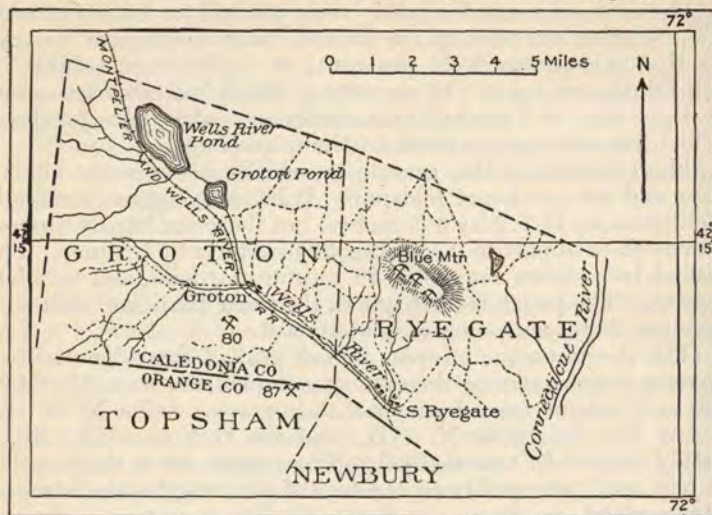 72°
0 1 2 3 4 5 Miles
N
MONTPELIER AND WELLS RIVER RR
Wells River
Pond
Groton Pond
42°
15'
42
15'
GROTON
Blue Mtn
Groton
Wells River
RYEGATE
Connecticut River
80
CALEDONIA CO
ORANGE CO
87
S Ryegate
TOPSHAM
NEWBURY
72°